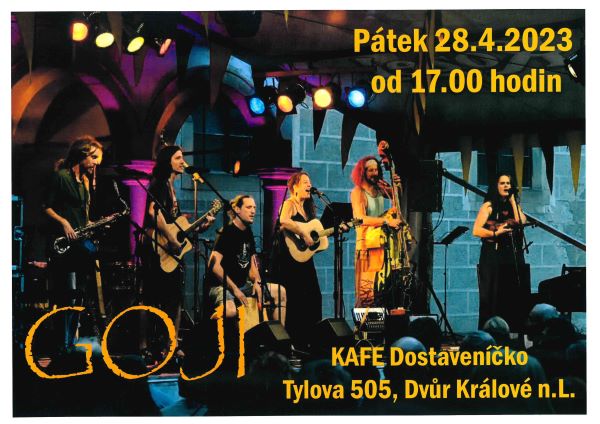 Pátek 28.4.2023
od 17.00 hodin
GOJI
KAFE Dostaveníčko
Tylova 505, Dvůr Králové n.L.